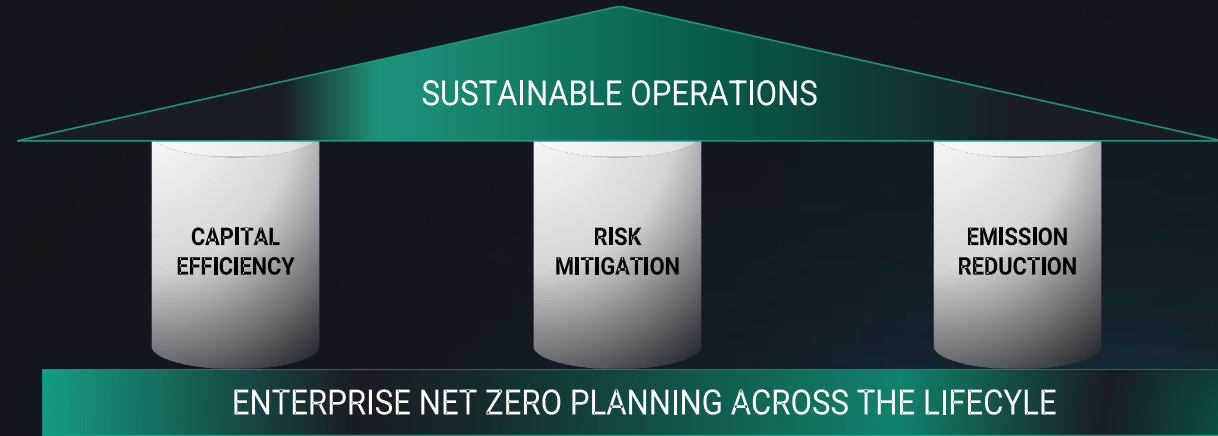 SUSTAINABLE OPERATIONS
CAPITAL
EFFICIENCY
RISK
MITIGATION
EMISSION
REDUCTION
ENTERPRISE NET ZERO PLANNING ACROSS THE LIFECYLE